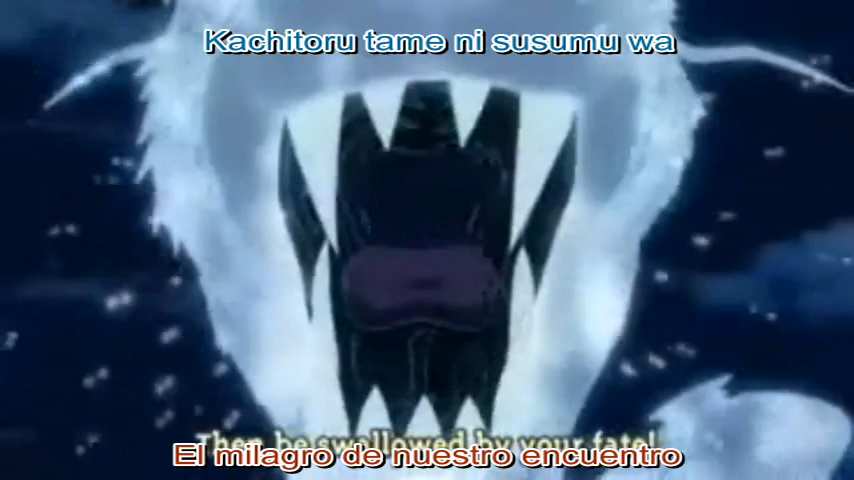 Kachitoru tame ni susumu wa
Then be swallowed by your fate!
El milagro de nuestro encuentro